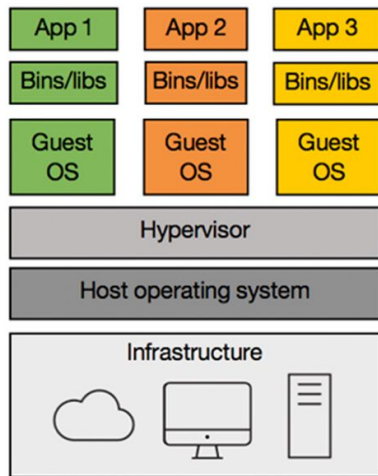 App 1 App 2 App 3
Bins/libs Bins/libs Bins/libs
Guest Guest Guest
OS OS OS
Hypervisor
Host operating system
Infrastructure